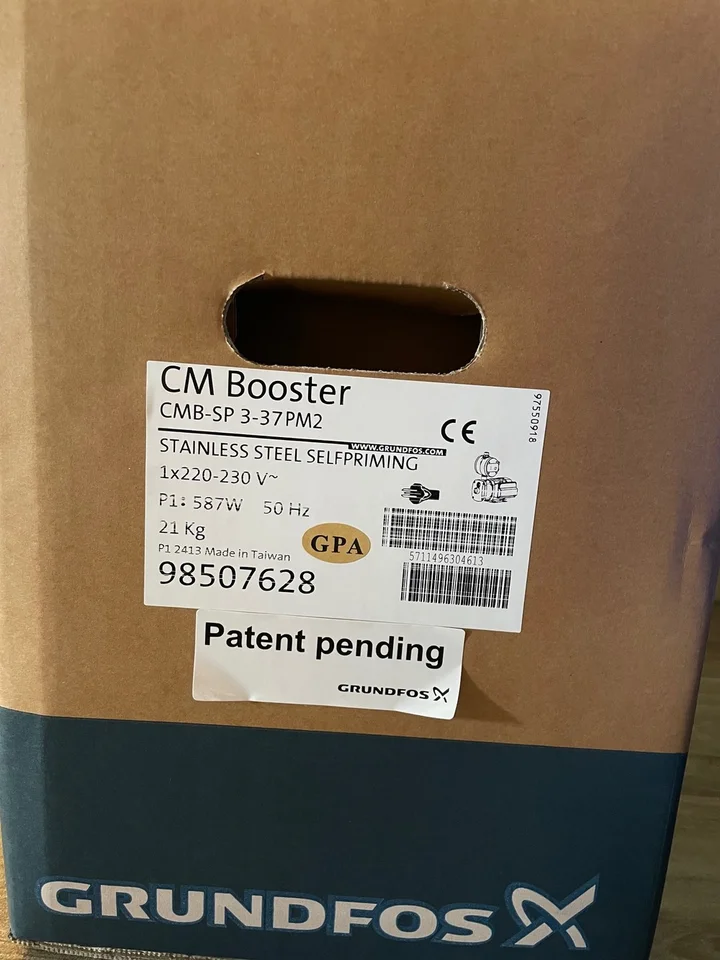 CM Booster
CMB-SP 3-37PM2
CE
97550918
WWW.GRUNDFOS.COM
STAINLESS STEEL SELFPRIMING
1x220-230 V~
P1: 587W 50 Hz
21 Kg
GPA
P1 2413 Made in Taiwan
5711496304613
98507628
Patent pending
GRUNDFOS
GRUNDFOS